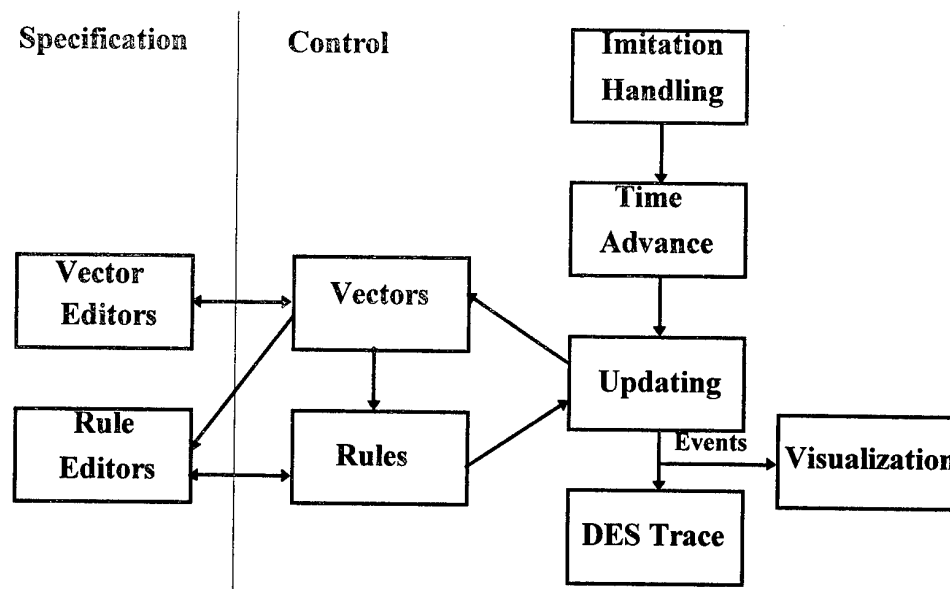 Specification
Control
Imitation
Handling
Time
Advance
Vector
Editors
Vectors
Updating
Rule
Editors
Rules
Events
Visualization
DES Trace